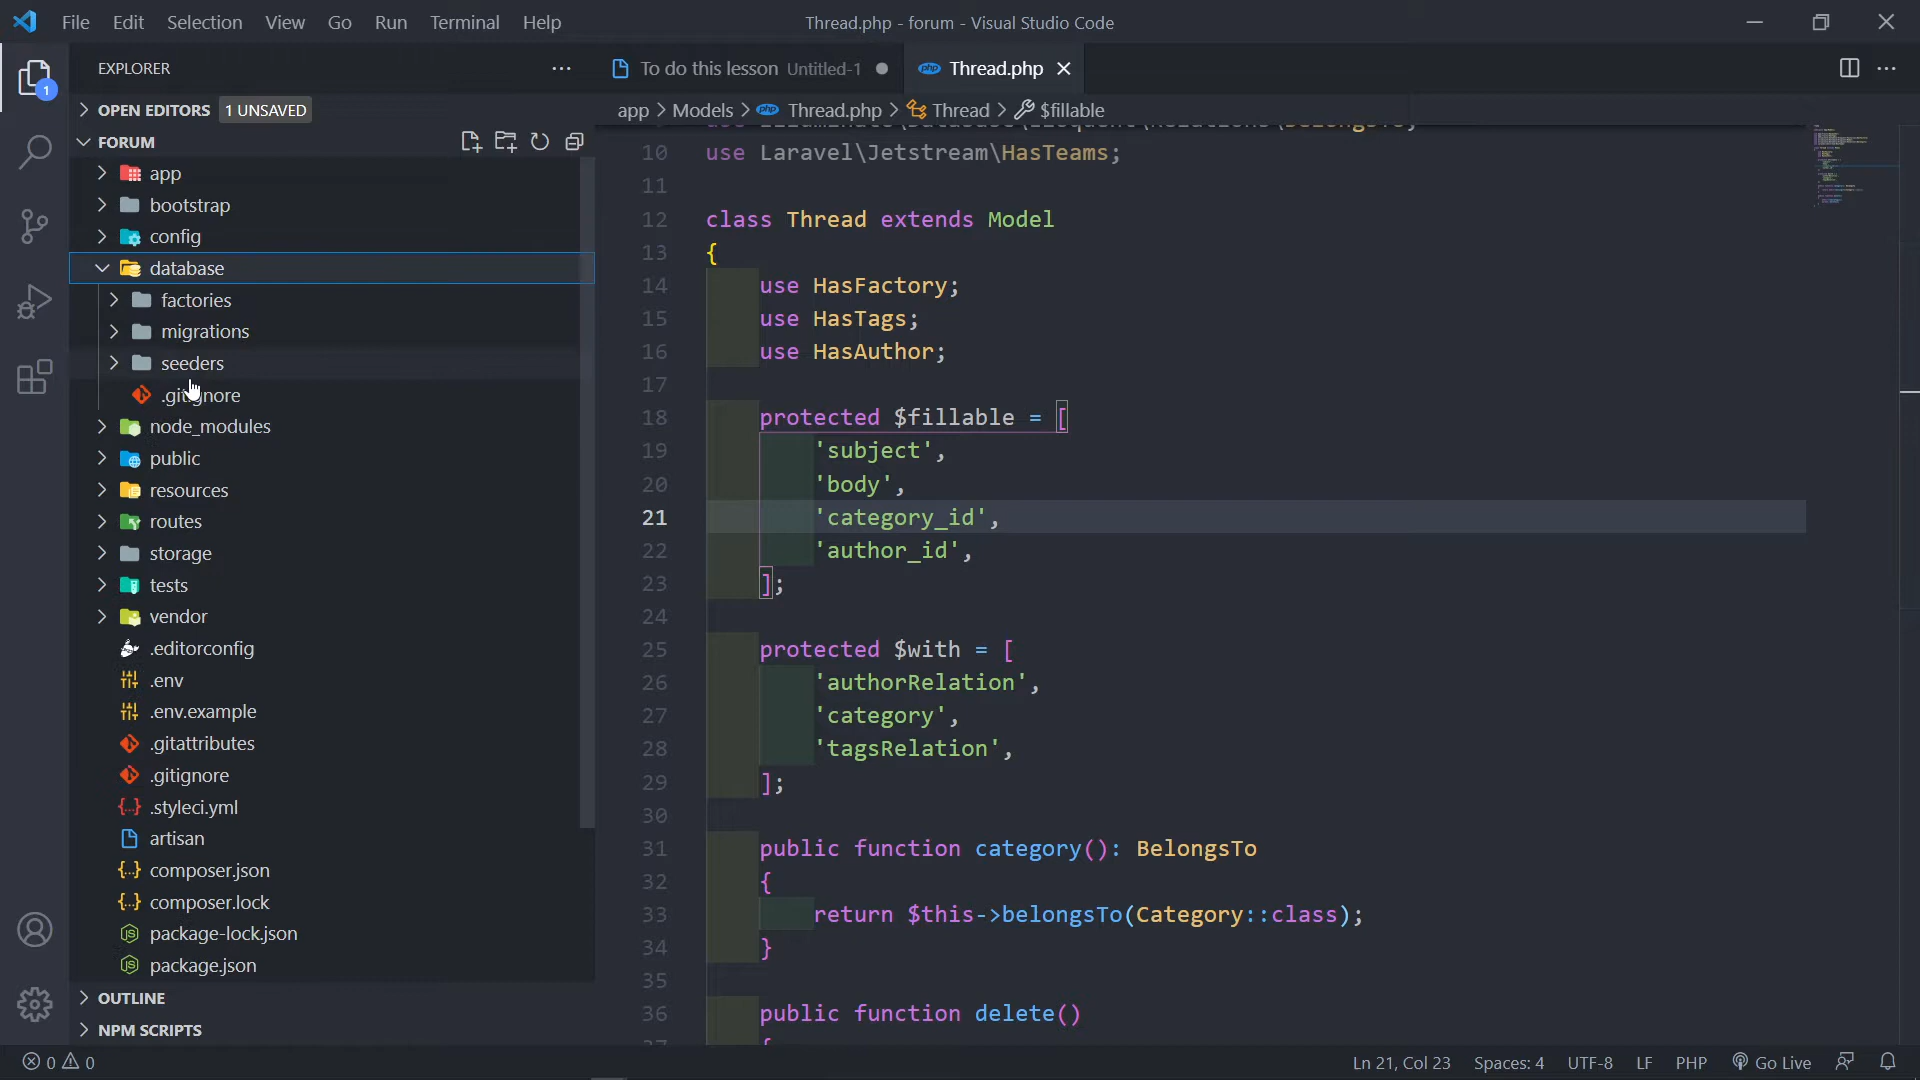 File Edit Selection View Go Run Terminal Help
Thread.php - forum - Visual Studio Code
EXPLORER
To do this lesson Untitled-1
Thread.php
1
OPEN EDITORS 1 UNSAVED
app > Models > Thread.php > Thread > $fillable
FORUM
app
bootstrap
config
database
factories
migrations
seeders
.gitignore
node_modules
public
resources
routes
storage
tests
vendor
.editorconfig
.env
.env.example
.gitattributes
.gitignore
.styleci.yml
artisan
composer.json
composer.lock
package-lock.json
package.json
OUTLINE
NPM SCRIPTS
10 use Laravel\Jetstream\HasTeams;
11
12 class Thread extends Model
13 {
14 use HasFactory;
15 use HasTags;
16 use HasAuthor;
17
18 protected $fillable = [
19 'subject',
20 'body',
21 'category_id',
22 'author_id',
23 ];
24
25 protected $with = [
26 'authorRelation',
27 'category',
28 'tagsRelation',
29 ];
30
31 public function category(): BelongsTo
32 {
33 return $this->belongsTo(Category::class);
34 }
35
36 public function delete()
0 0
Ln 21, Col 23 Spaces: 4 UTF-8 LF PHP Go Live